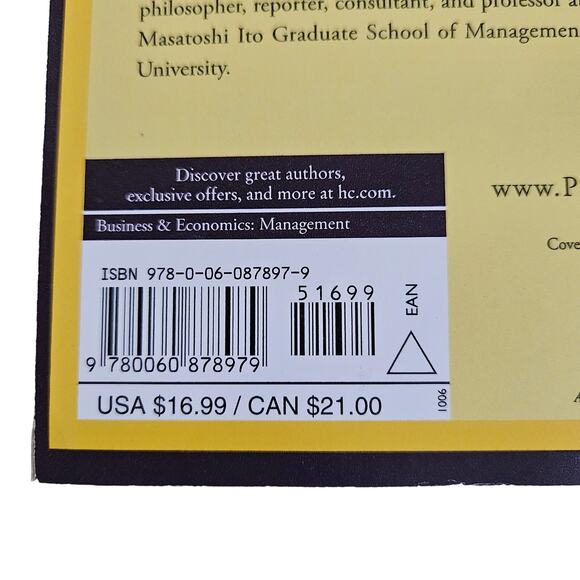 philosopher, reporter, consultant, and professor a
Masatoshi Ito Graduate School of Managemen
University.
Discover great authors,
exclusive offers, and more at hc.com.
www.P
Business & Economics: Management
Cove
ISBN 978-0-06-087897-9
51699
EAN
9 780060 878979
USA $16.99 / CAN $21.00
1006
A